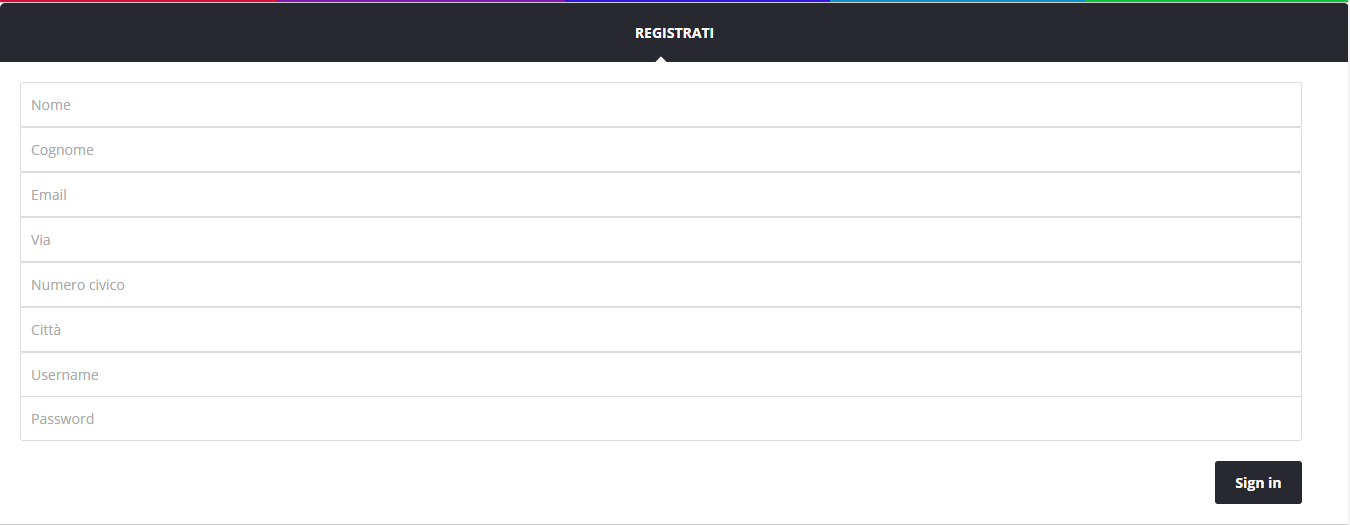 REGISTRATI
Nome
Cognome
Email
Via
Numero civico
Città
Username
Password
Sign in